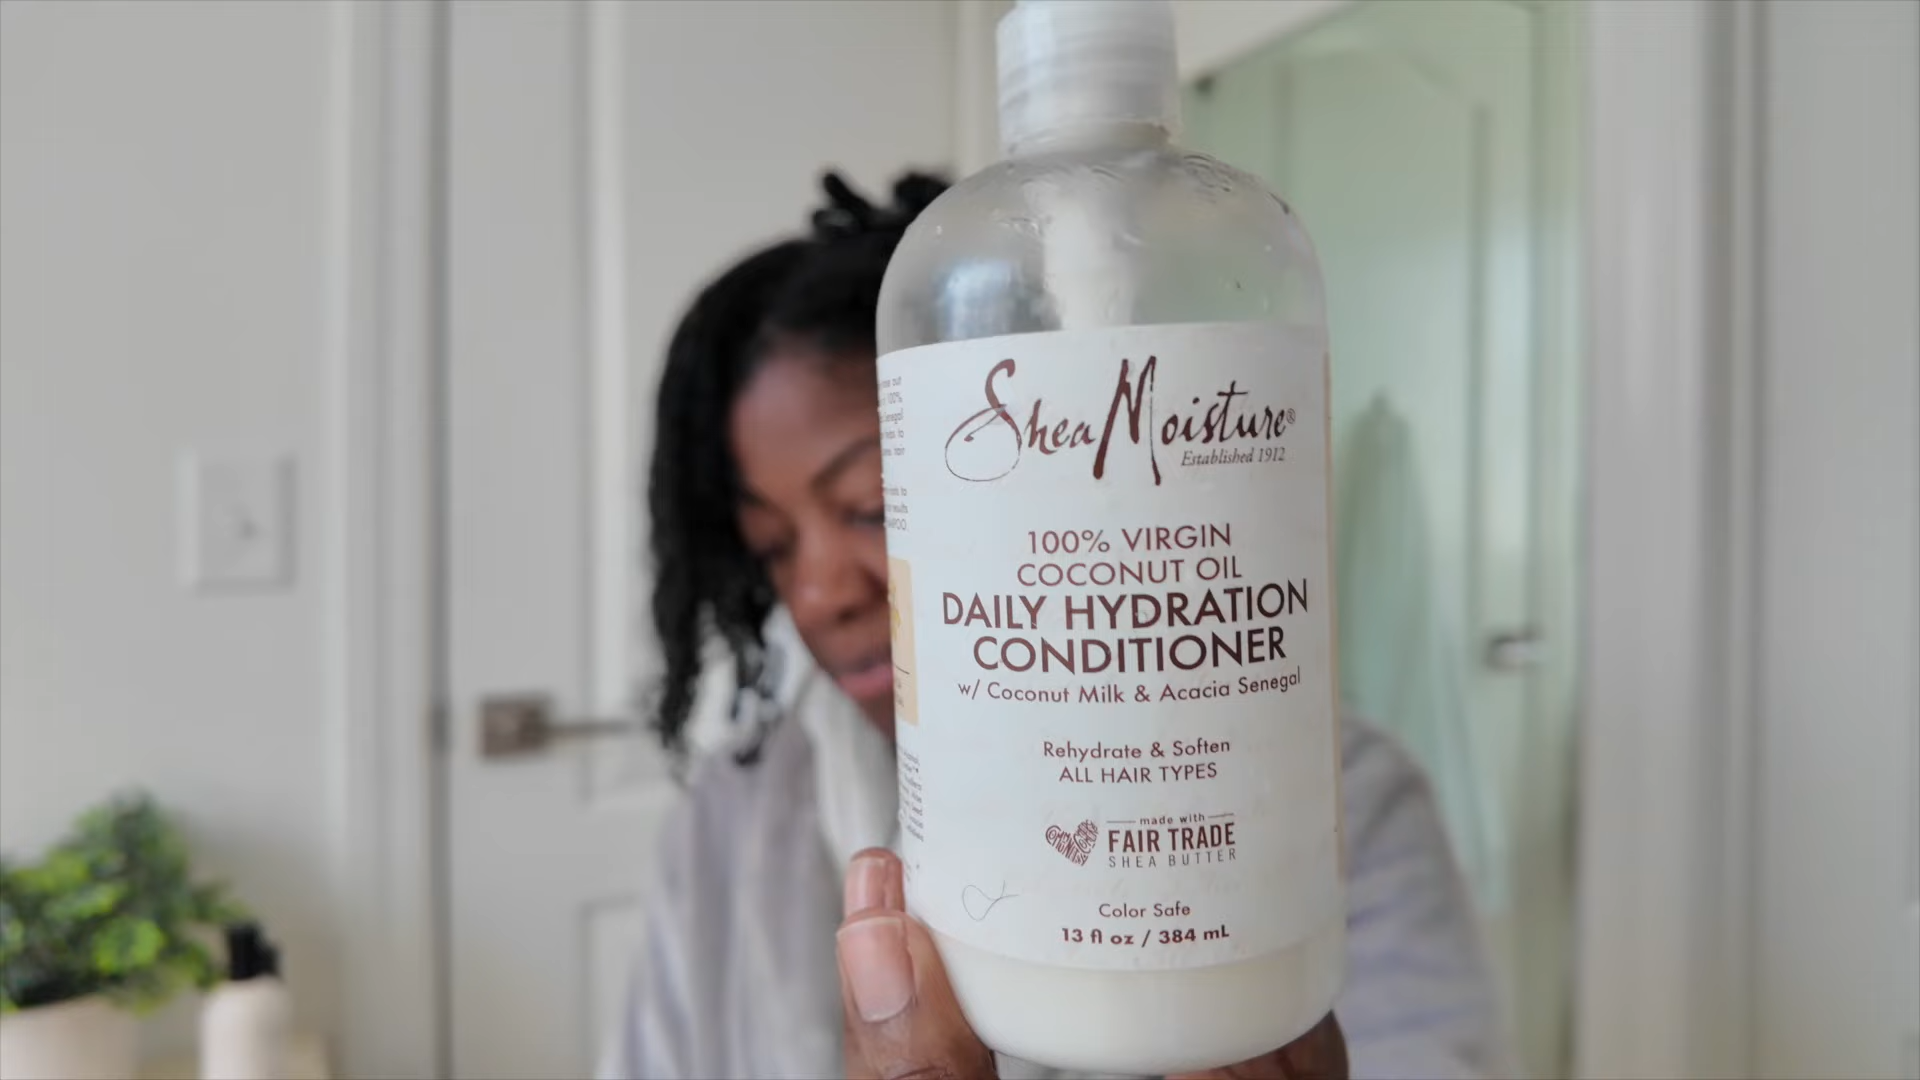 SheaMoisture®
Established 1912
100% VIRGIN
COCONUT OIL
DAILY HYDRATION
CONDITIONER
w/ Coconut Milk & Acacia Senegal
Rehydrate & Soften
ALL HAIR TYPES
made with
FAIR TRADE
SHEA BUTTER
Color Safe
13 fl oz / 384 mL